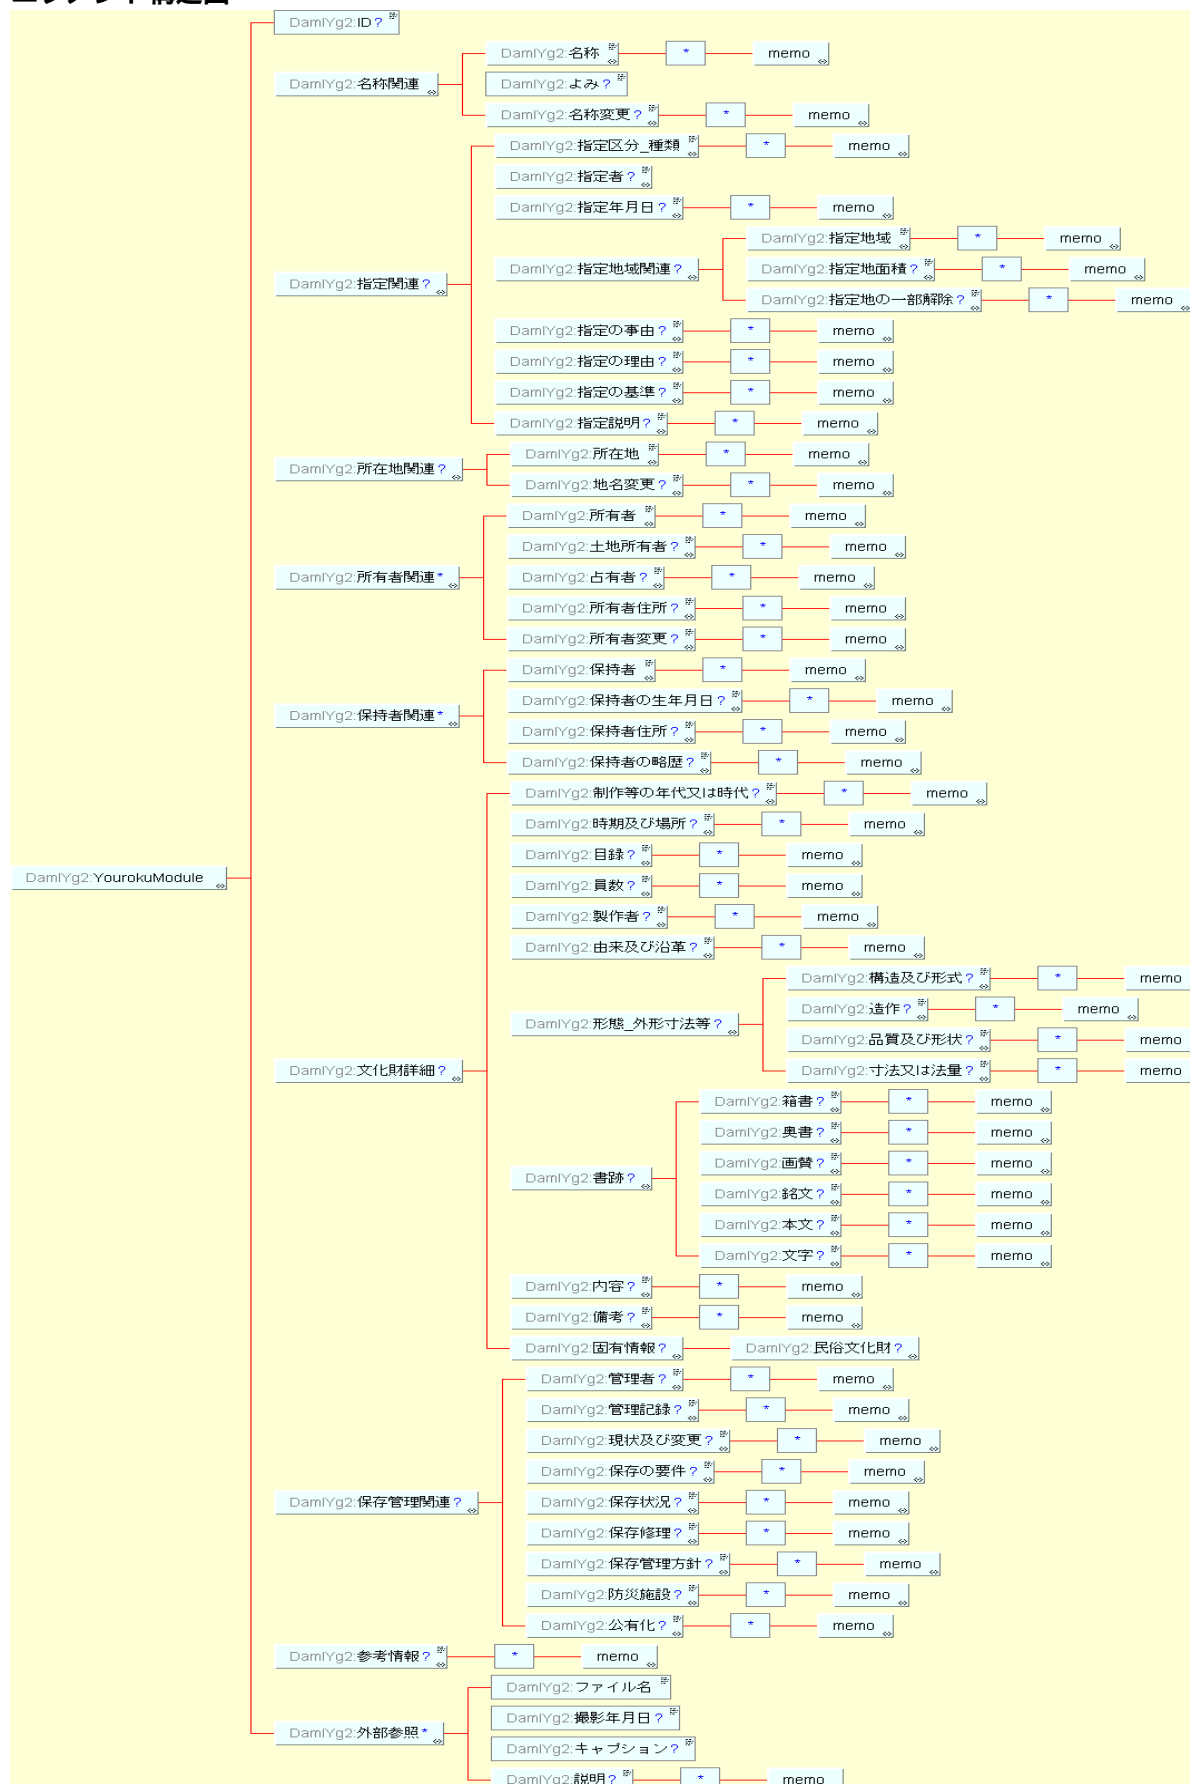 エレメント構造図
DamlYg2:ID?
DamlYg2:名称 * memo
DamlYg2:名称関連
DamlYg2:よみ?
DamlYg2:名称変更? * memo
DamlYg2:指定区分_種類 * memo
DamlYg2:指定者?
DamlYg2:指定年月日? * memo
DamlYg2:指定地域 * memo
DamlYg2:指定地域関連? DamlYg2:指定地面積? * memo
DamlYg2:指定関連?
DamlYg2:指定地の一部解除? * memo
DamlYg2:指定の事由? * memo
DamlYg2:指定の理由? * memo
DamlYg2:指定の基準? * memo
DamlYg2:指定説明? * memo
DamlYg2:所在地 * memo
DamlYg2:所在地関連?
DamlYg2:地名変更? * memo
DamlYg2:所有者 * memo
DamlYg2:土地所有者? * memo
DamlYg2:所有者関連* DamlYg2:占有者? * memo
DamlYg2:所有者住所? * memo
DamlYg2:所有者変更? * memo
DamlYg2:保持者 * memo
DamlYg2:保持者の生年月日? * memo
DamlYg2:保持者関連*
DamlYg2:保持者住所? * memo
DamlYg2:保持者の略歴? * memo
DamlYg2:制作等の年代又は時代? * memo
DamlYg2:時期及び場所? * memo
DamlYg2:目録? * memo
DamlYg2:YourokuModule
DamlYg2:員数? * memo
DamlYg2:製作者? * memo
DamlYg2:由来及び沿革? * memo
DamlYg2:構造及び形式? * memo
DamlYg2:造作? * memo
DamlYg2:形態_外形寸法等?
DamlYg2:品質及び形状? * memo
DamlYg2:文化財詳細? DamlYg2:寸法又は法量? * memo
DamlYg2:箱書? * memo
DamlYg2:奥書? * memo
DamlYg2:画賛? * memo
DamlYg2:書跡?
DamlYg2:銘文? * memo
DamlYg2:本文? * memo
DamlYg2:文字? * memo
DamlYg2:内容? * memo
DamlYg2:備考? * memo
DamlYg2:固有情報? DamlYg2:民俗文化財?
DamlYg2:管理者? * memo
DamlYg2:管理記録? * memo
DamlYg2:現状及び変更? * memo
DamlYg2:保存の要件? * memo
DamlYg2:保存管理関連? DamlYg2:保存状況? * memo
DamlYg2:保存修理? * memo
DamlYg2:保存管理方針? * memo
DamlYg2:防災施設? * memo
DamlYg2:公有化? * memo
DamlYg2:参考情報? * memo
DamlYg2:ファイル名
DamlYg2:撮影年月日?
DamlYg2:外部参照*
DamlYg2:キャプション?
DamlYg2:説明? * memo